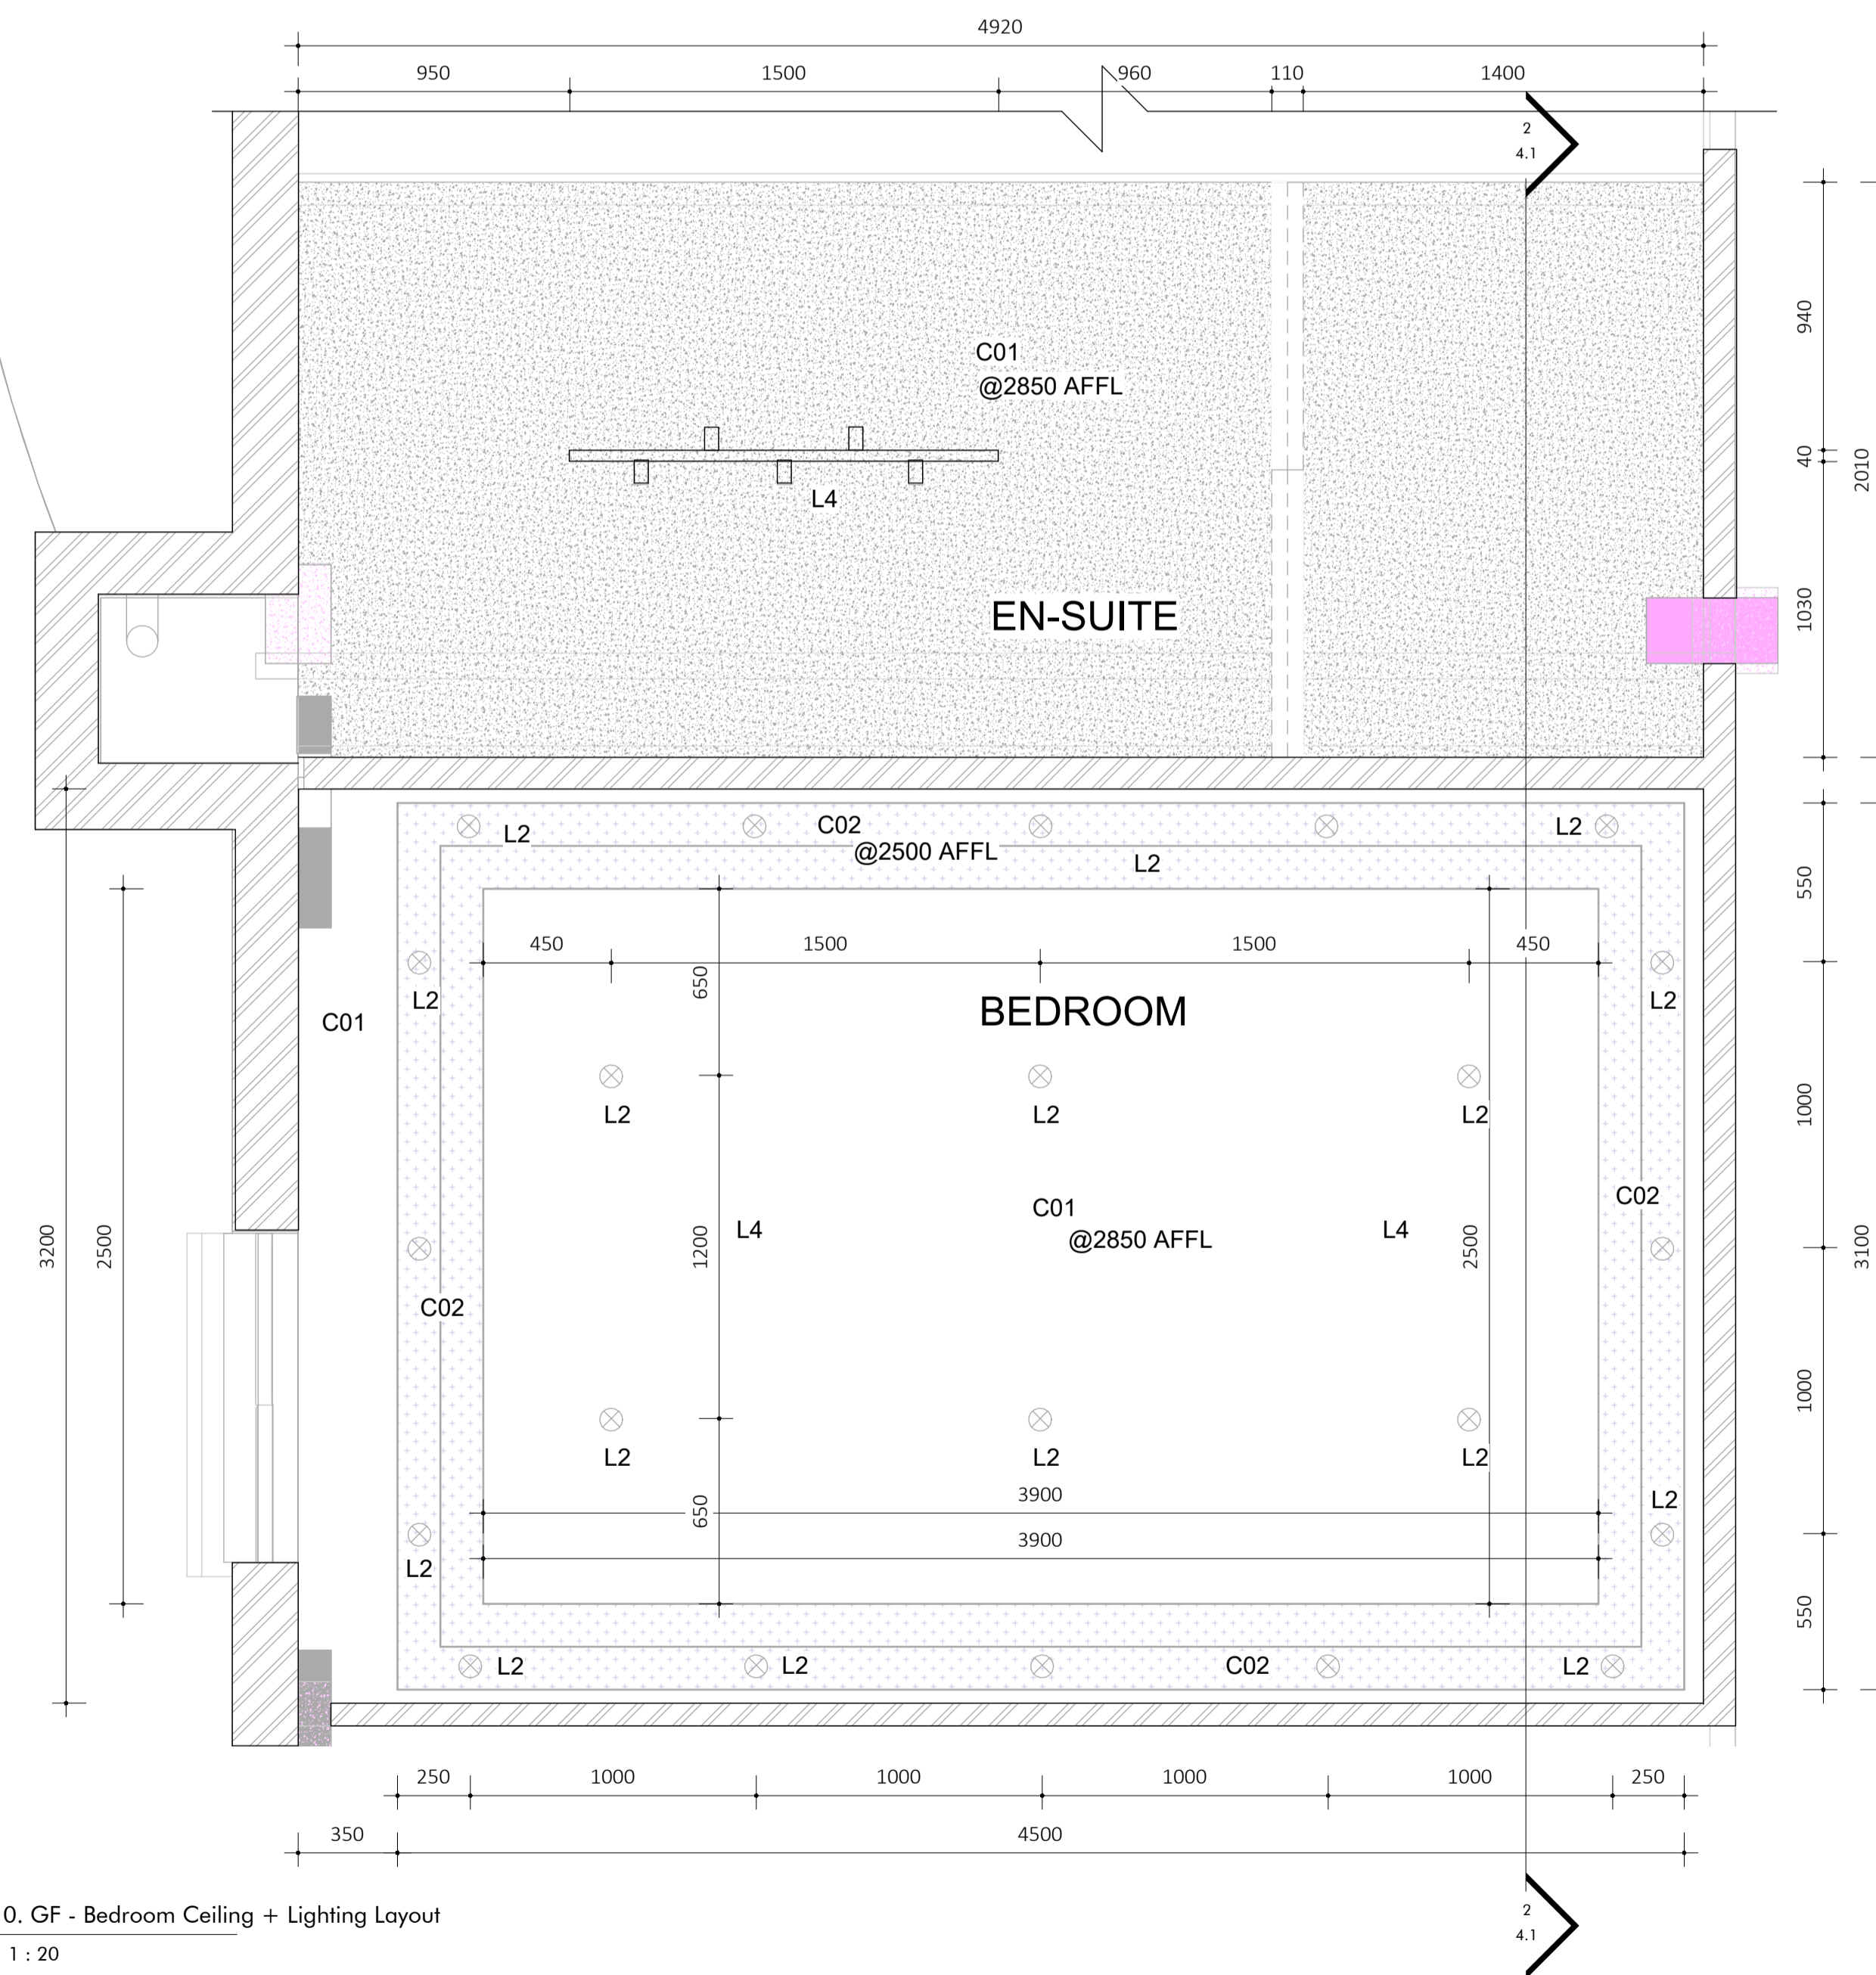 4920
950 1500 960 110 1400
2
4.1
C01
@2850 AFFL
940
40
2010
L4
EN-SUITE
1030
L2 C02 L2
@2500 AFFL
L2
550
450 1500 1500 450
650
L2 BEDROOM L2
C01
L2 L2 L2
1000
C02
C01
3200 2500 1200 L4 @2850 AFFL L4 2500 3100
C02
1000
L2 L2 L2
3900
L2
650
3900
L2
550
L2 L2 C02 L2
250 1000 1000 1000 1000 250
350 4500
0. GF - Bedroom Ceiling + Lighting Layout
2
4.1
1 : 20